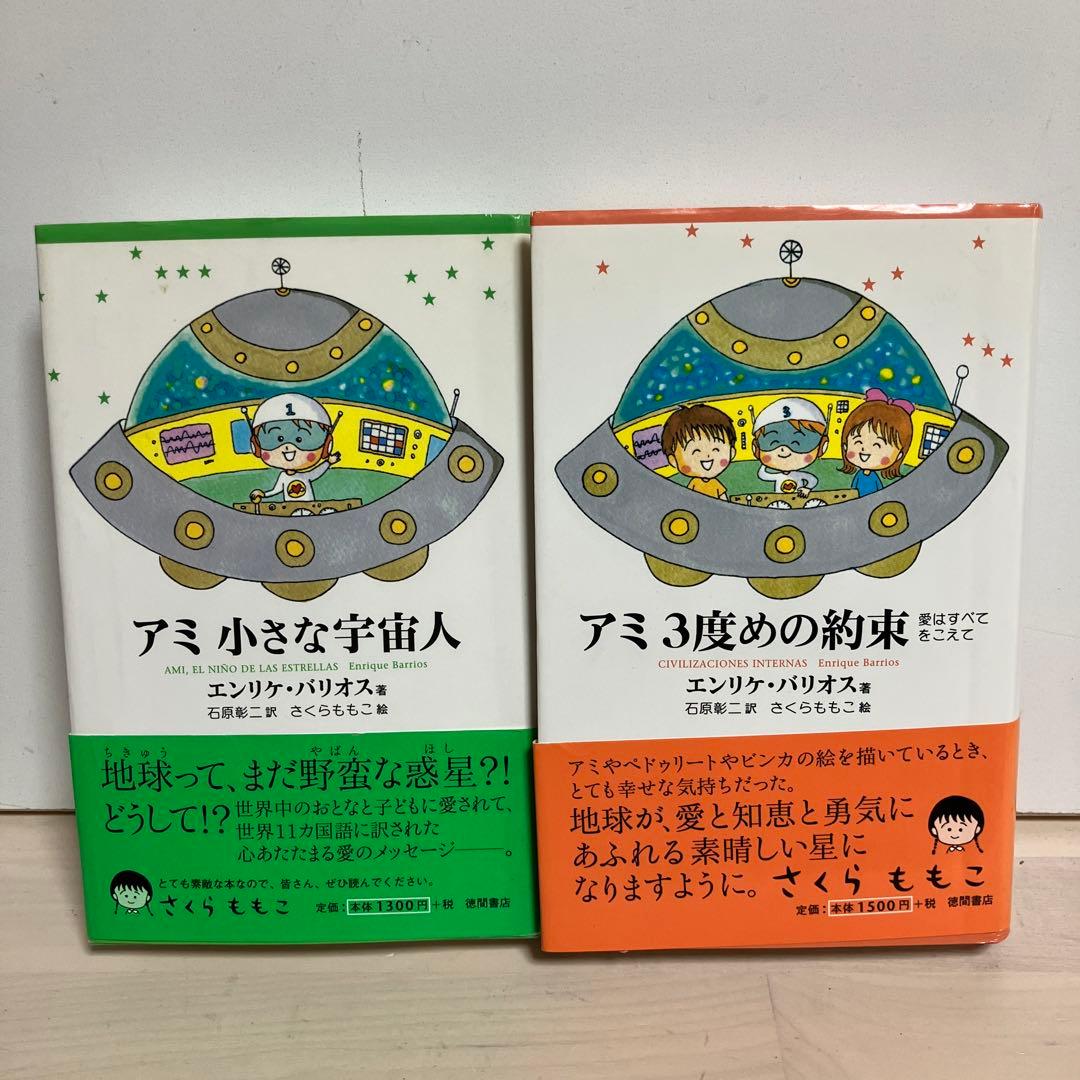 1
アミ 小さな宇宙人
AMI, EL NIÑO DE LAS ESTRELLAS Enrique Barrios
エンリケ・バリオス著
石原彰二訳 さくらももこ絵
ちきゅう やばん ほし
地球って、まだ野蛮な惑星?!
どうして!?世界中のおとなと子どもに愛されて、
世界11カ国語に訳された
心あたたまる愛のメッセージ——。
とても素敵な本なので、皆さん、ぜひ読んでください。
さくらももこ
定価:本体1300円+税 徳間書店
3
アミ 3度めの約束 愛はすべて
をこえて
CIVILIZACIONES INTERNAS Enrique Barrios
エンリケ・バリオス著
石原彰二訳 さくらももこ絵
アミやペドゥリートやビンカの絵を描いているとき、
とても幸せな気持ちだった。
地球が、愛と知恵と勇気に
あふれる素晴しい星に
なりますように。さくら ももこ
定価:本体1500円+税 徳間書店